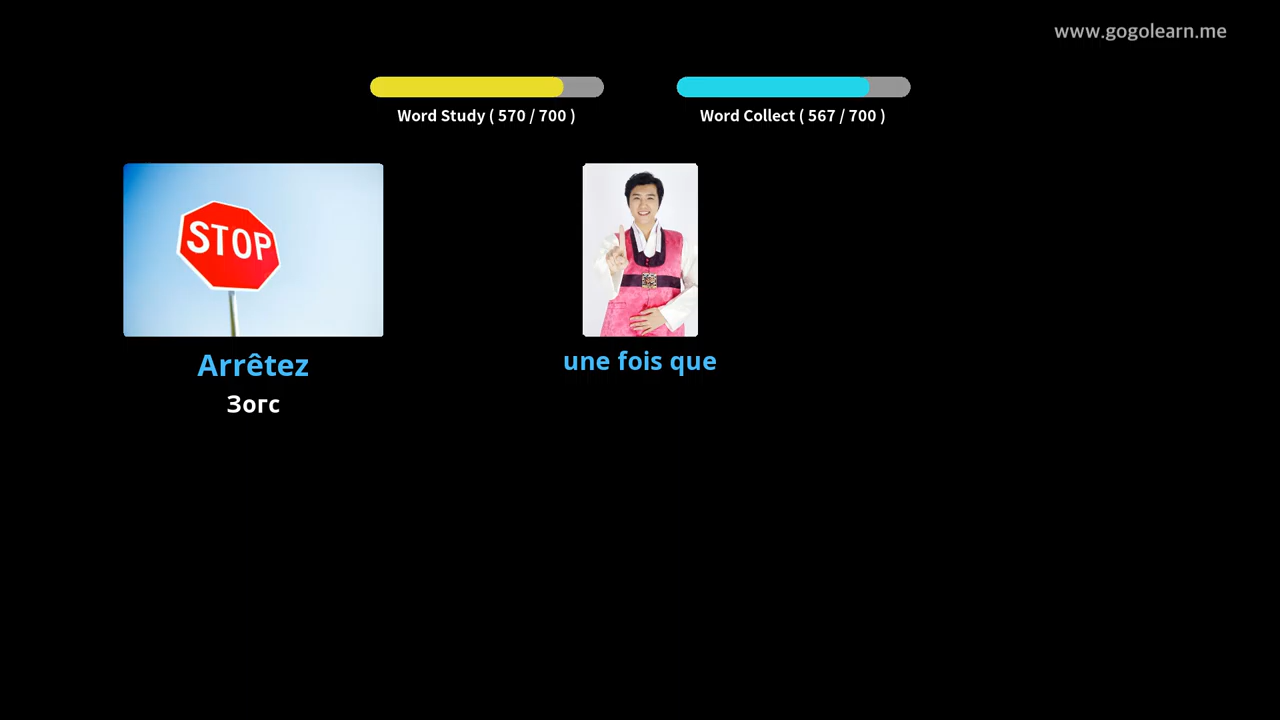 www.gogolearn.me
Word Study ( 570 / 700 )
Word Collect ( 567 / 700 )
STOP
Arrêtez
une fois que
Зогс